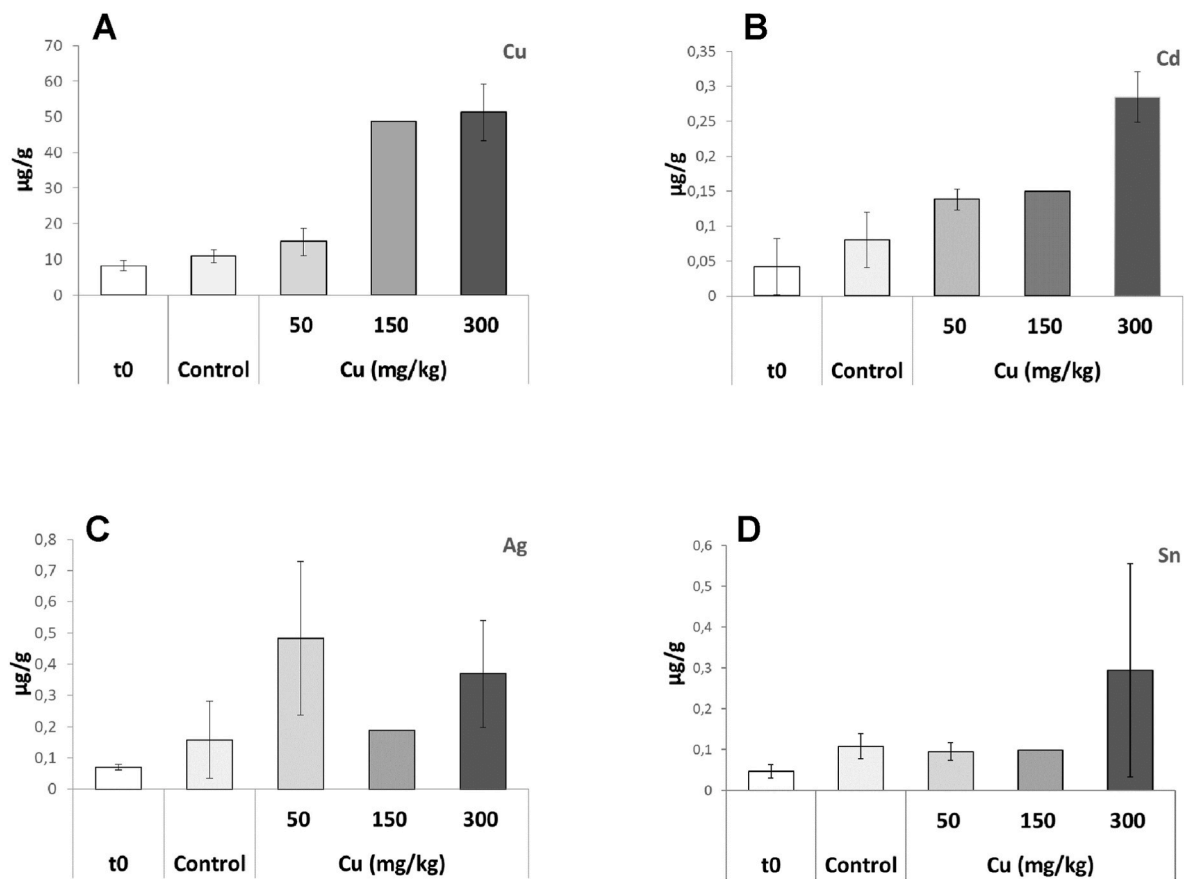 A
Cu
70
60
50
40
30
20
10
0
µg/g
50 150 300
t0 Control Cu (mg/kg)
B
Cd
0,35
0,3
0,25
0,2
0,15
0,1
0,05
0
µg/g
50 150 300
t0 Control Cu (mg/kg)
C
Ag
0,8
0,7
0,6
0,5
0,4
0,3
0,2
0,1
0
µg/g
50 150 300
t0 Control Cu (mg/kg)
D
Sn
0,6
0,5
0,4
0,3
0,2
0,1
0
µg/g
50 150 300
t0 Control Cu (mg/kg)